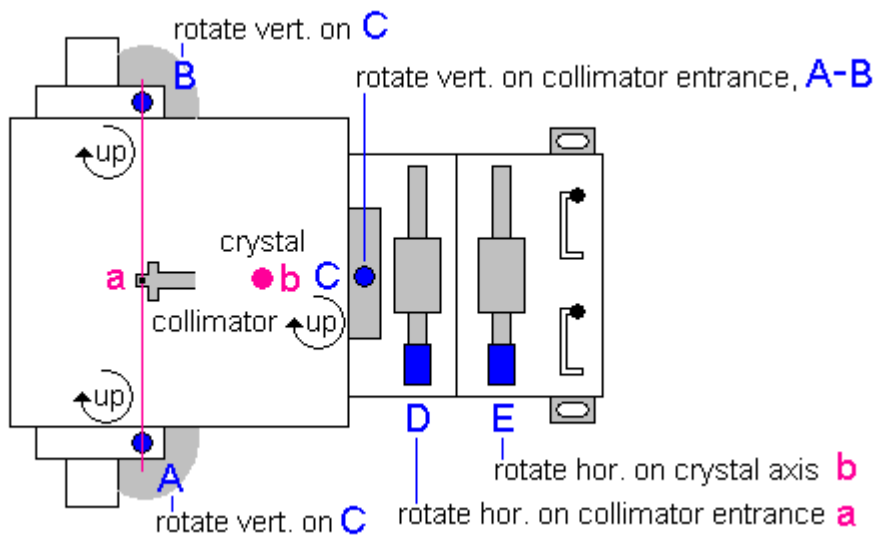 rotate vert. on C
B
rotate vert. on collimator entrance, A-B
up
crystal
a
b
C
collimator
up
up
D
E
A
rotate hor. on crystal axis b
rotate vert. on C
rotate hor. on collimator entrance a